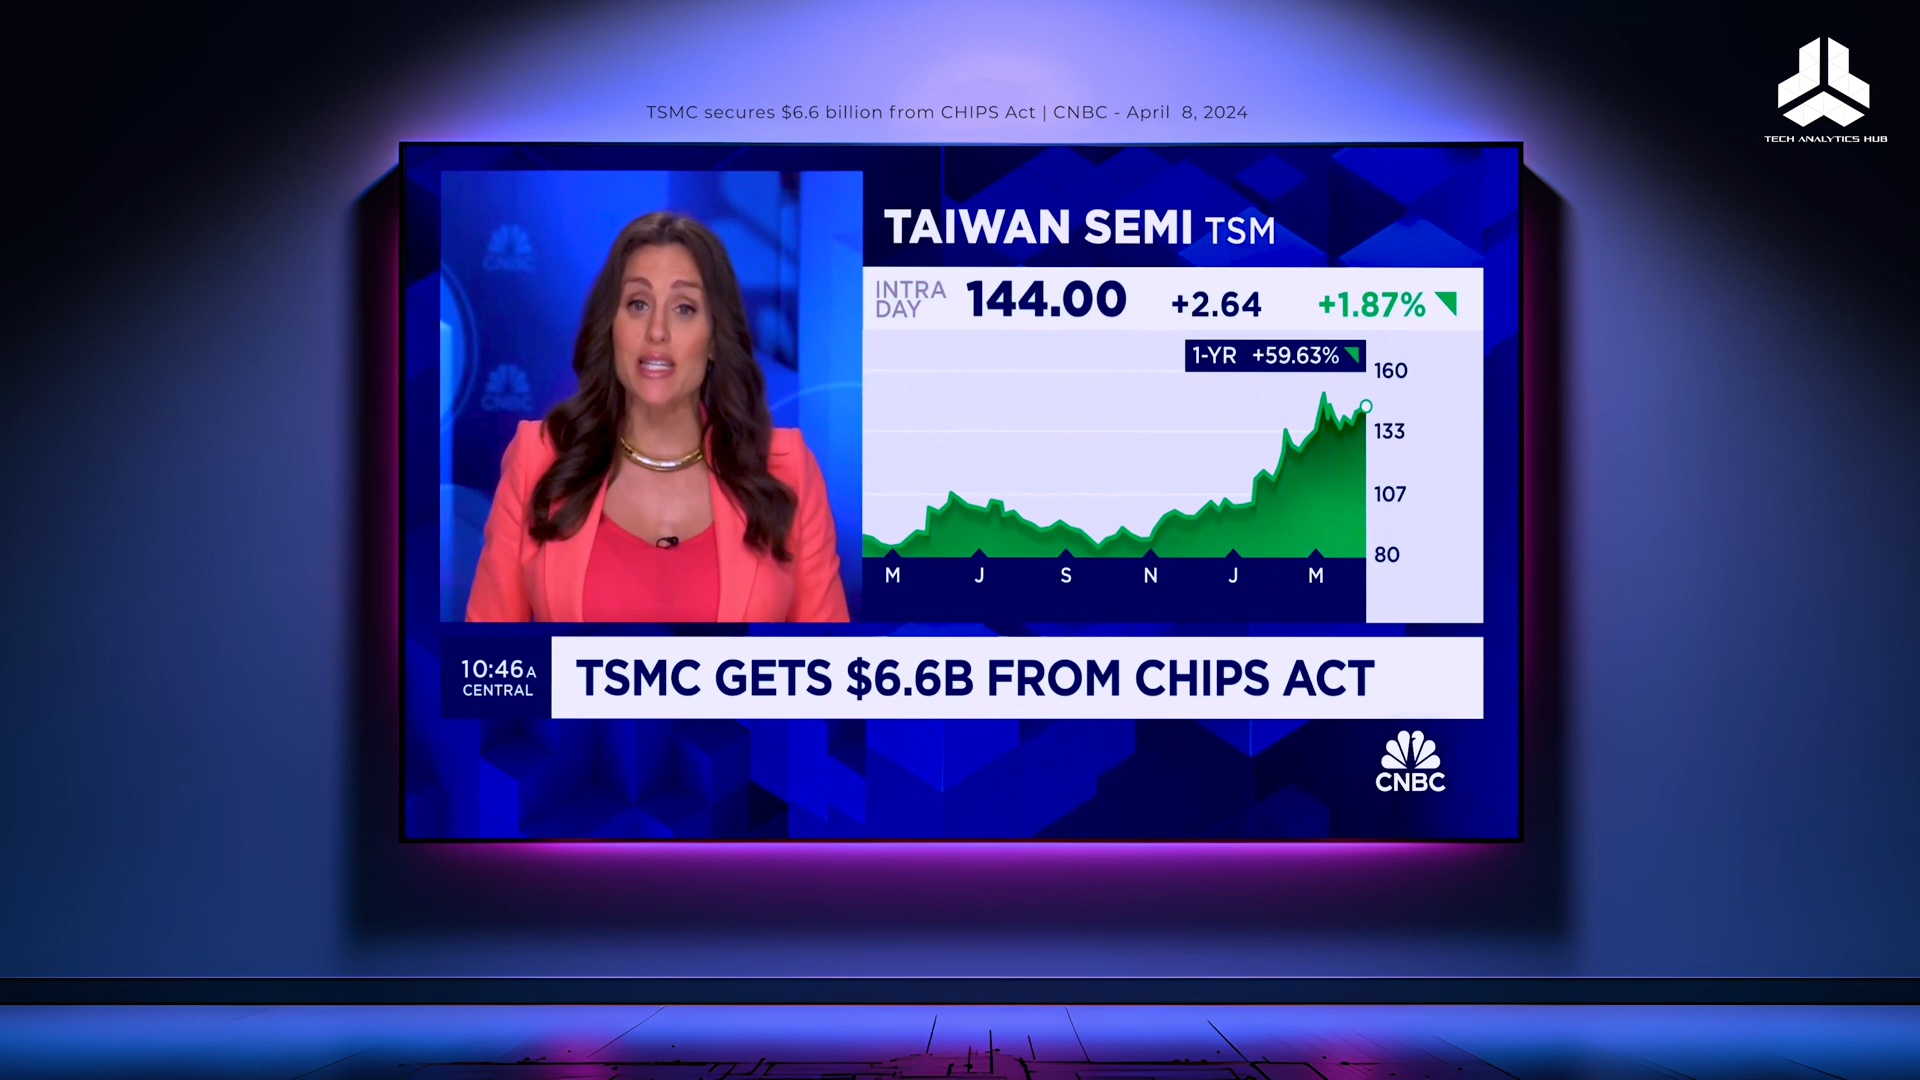 TSMC secures $6.6 billion from CHIPS Act | CNBC - April 8, 2024
TECH ANALYTICS HUB
TAIWAN SEMI TSM
INTRA DAY 144.00 +2.64 +1.87%
1-YR +59.63%
160
133
107
80
M J S N J M
10:46A CENTRAL
TSMC GETS $6.6B FROM CHIPS ACT
CNBC
CNBC
CNBC